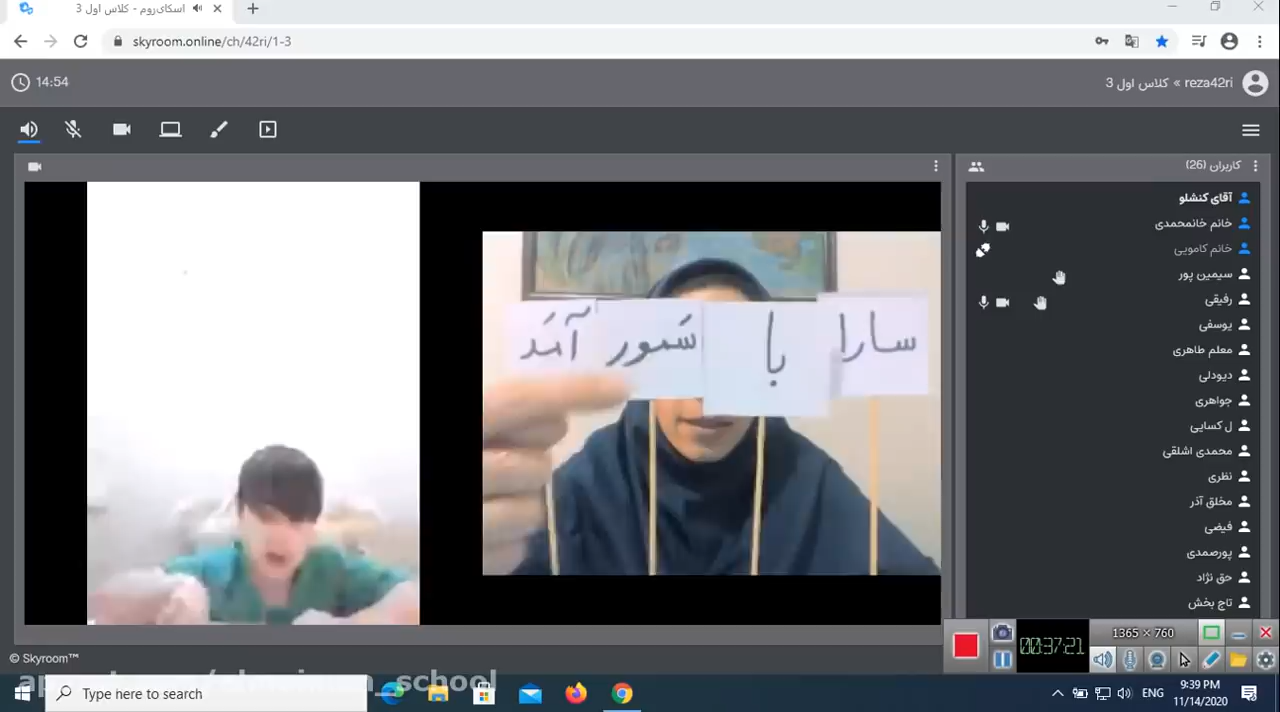 اسکای‌روم - کلاس اول 3
skyroom.online/ch/42ri/1-3
14:54
reza42ri » کلاس اول 3
کاربران (26)
آقای کنشلو
خانم خانمحمدی
خانم کامویی
سیمین پور
رفیقی
یوسفی
معلم طاهری
دیودلی
جواهری
ل کسایی
محمدی اشلقی
نظری
مخلق آذر
فیضی
پورصمدی
حق نژاد
تاج بخش
سارا با سور آمد
1365 × 760
00:37:21
© Skyroom™
Type here to search
ENG
9:39 PM
11/14/2020